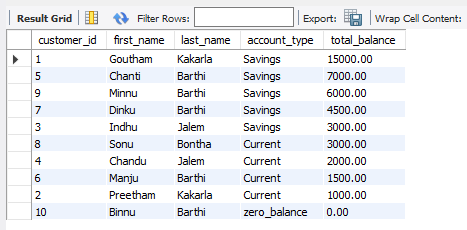 Result Grid Filter Rows: Export: Wrap Cell Content:
customer_id first_name last_name account_type total_balance
1 Goutham Kakarla Savings 15000.00
5 Chanti Barthi Savings 7000.00
9 Minnu Barthi Savings 6000.00
7 Dinku Barthi Savings 4500.00
3 Indhu Jalem Savings 3000.00
8 Sonu Bontha Current 3000.00
4 Chandu Jalem Current 2000.00
6 Manju Barthi Current 1500.00
2 Preetham Kakarla Current 1000.00
10 Binnu Barthi zero_balance 0.00